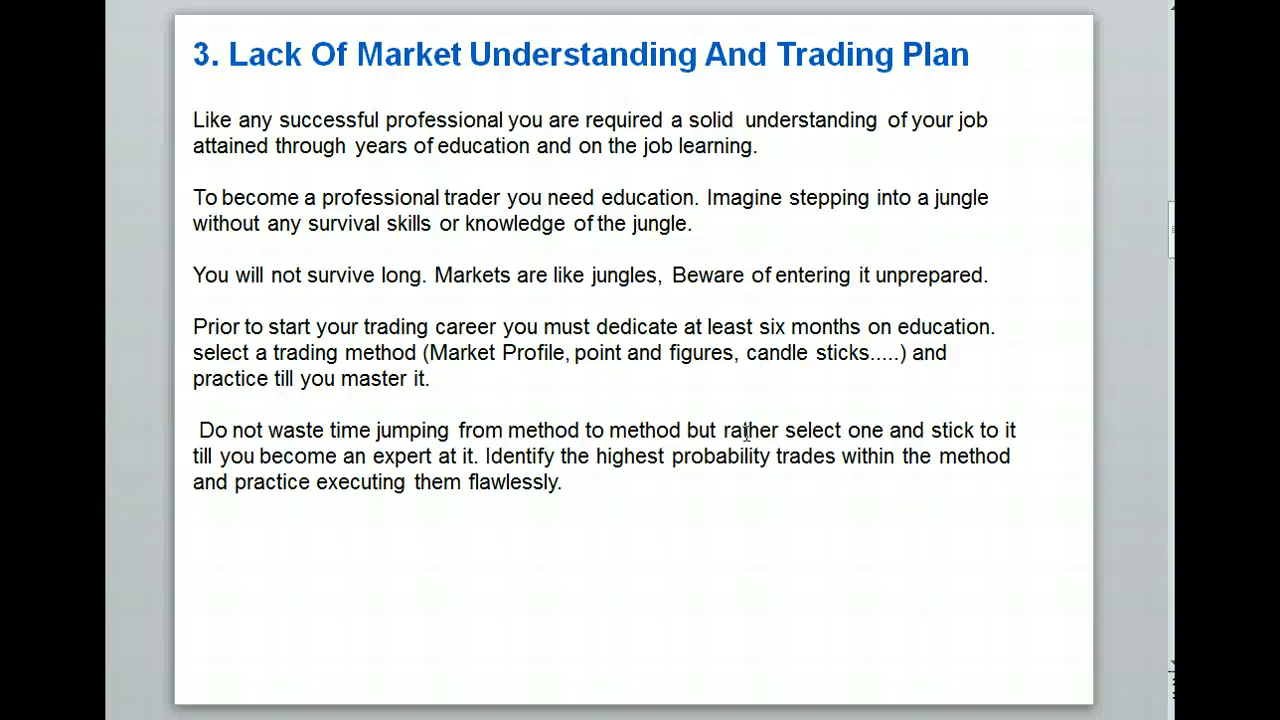 3. Lack Of Market Understanding And Trading Plan
Like any successful professional you are required a solid understanding of your job
attained through years of education and on the job learning.
To become a professional trader you need education. Imagine stepping into a jungle
without any survival skills or knowledge of the jungle.
You will not survive long. Markets are like jungles, Beware of entering it unprepared.
Prior to start your trading career you must dedicate at least six months on education.
select a trading method (Market Profile, point and figures, candle sticks.....) and
practice till you master it.
Do not waste time jumping from method to method but rather select one and stick to it
till you become an expert at it. Identify the highest probability trades within the method
and practice executing them flawlessly.